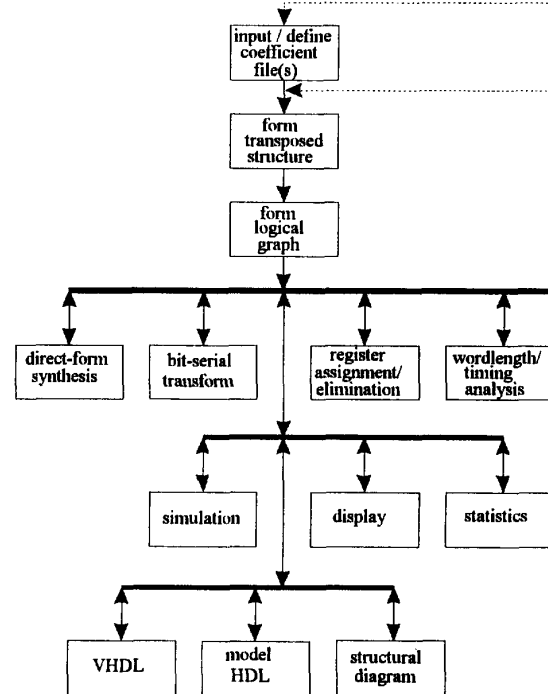 input / define
coefficient
file(s)
form
transposed
structure
form
logical
graph
direct-form
synthesis
bit-serial
transform
register
assignment/
elimination
wordlength/
timing
analysis
simulation
display
statistics
VHDL
model
HDL
structural
diagram